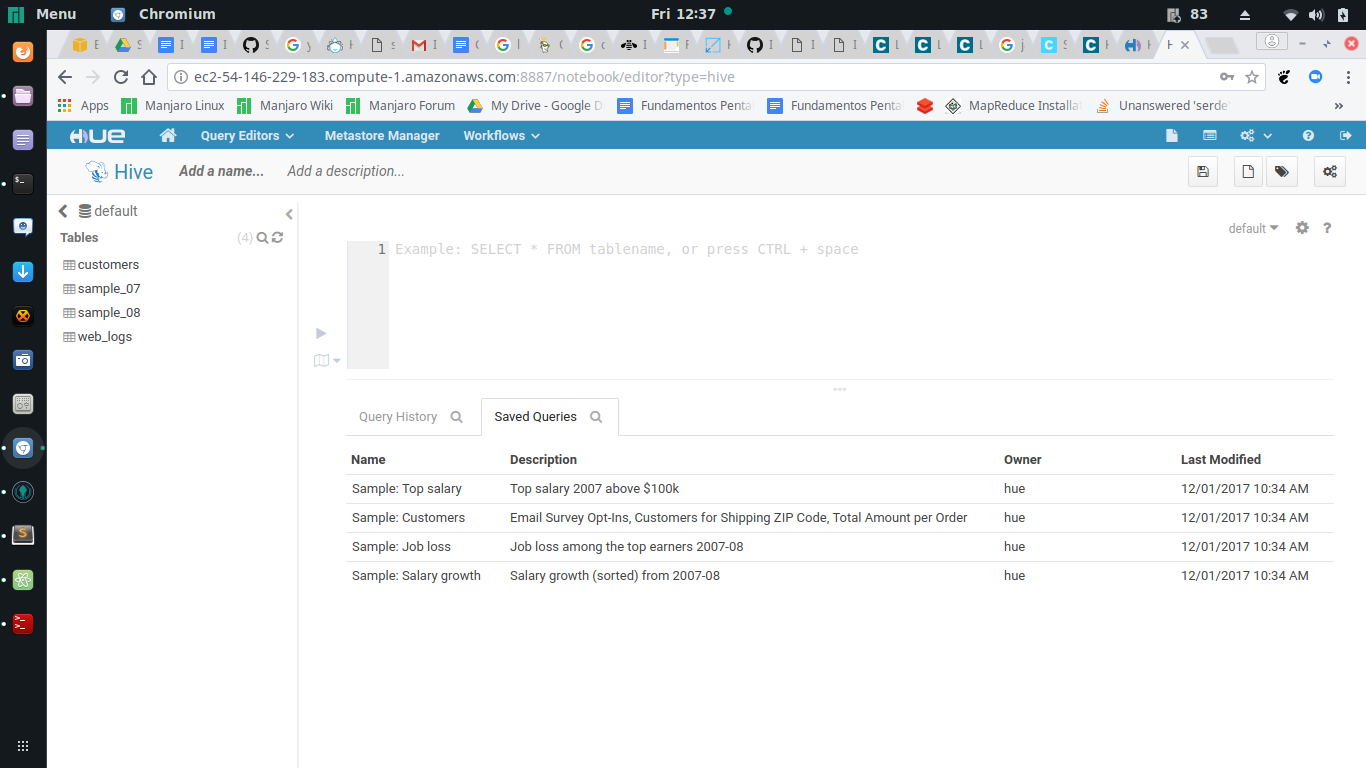 Menu Chromium Fri 12:37 83
ec2-54-146-229-183.compute-1.amazonaws.com:8887/notebook/editor?type=hive
Apps Manjaro Linux Manjaro Wiki Manjaro Forum My Drive - Google D Fundamentos Penta Fundamentos Penta MapReduce Installa Unanswered 'serde' »
HUE Query Editors Metastore Manager Workflows
Hive Add a name... Add a description...
default
Tables (4)
customers
sample_07
sample_08
web_logs
default ?
1 Example: SELECT * FROM tablename, or press CTRL + space
Query History Saved Queries
Name Description Owner Last Modified
Sample: Top salary Top salary 2007 above $100k hue 12/01/2017 10:34 AM
Sample: Customers Email Survey Opt-Ins, Customers for Shipping ZIP Code, Total Amount per Order hue 12/01/2017 10:34 AM
Sample: Job loss Job loss among the top earners 2007-08 hue 12/01/2017 10:34 AM
Sample: Salary growth Salary growth (sorted) from 2007-08 hue 12/01/2017 10:34 AM